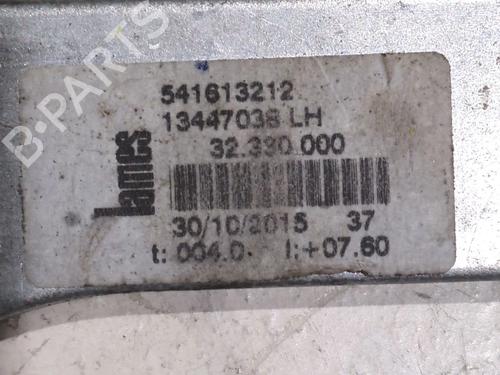 B-PARTS
541613212
13447038 LH
32.330.000
lames
30/10/2015 37
t: 004.0 l:+07.60